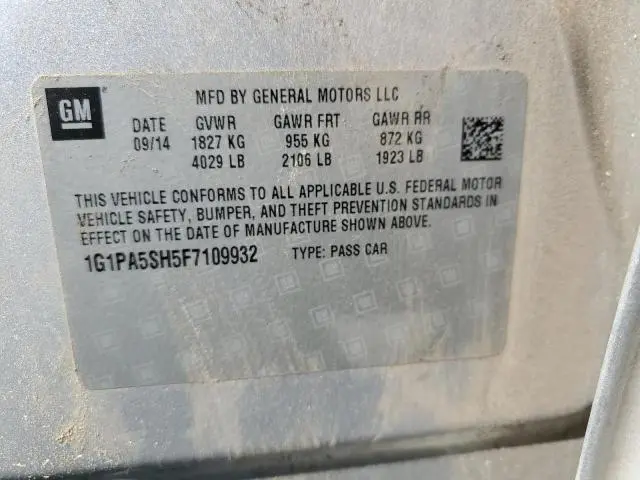 GM
MFD BY GENERAL MOTORS LLC
DATE GVWR GAWR FRT GAWR RR
09/14 1827 KG 955 KG 872 KG
4029 LB 2106 LB 1923 LB
THIS VEHICLE CONFORMS TO ALL APPLICABLE U.S. FEDERAL MOTOR
VEHICLE SAFETY, BUMPER, AND THEFT PREVENTION STANDARDS IN
EFFECT ON THE DATE OF MANUFACTURE SHOWN ABOVE.
1G1PA5SH5F7109932 TYPE: PASS CAR